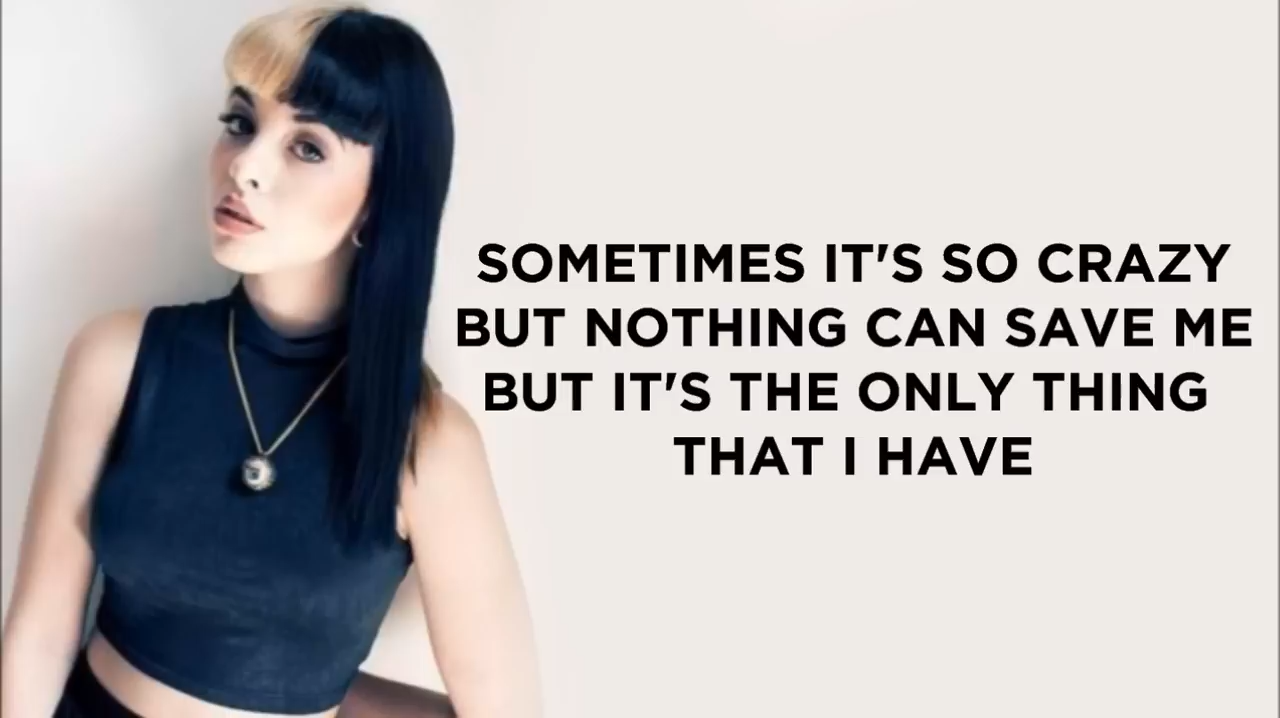 SOMETIMES IT'S SO CRAZY
BUT NOTHING CAN SAVE ME
BUT IT'S THE ONLY THING
THAT I HAVE